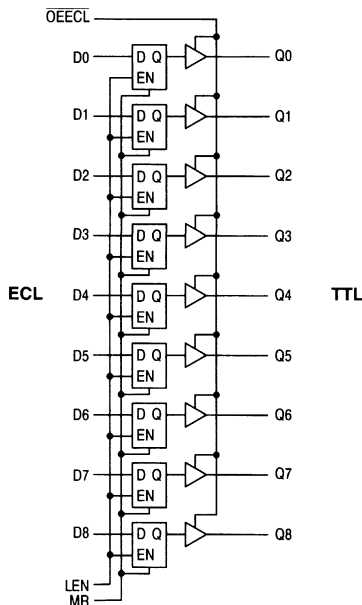 OEECL
D0 D Q Q0
EN
D1 D Q Q1
EN
D2 D Q Q2
EN
D3 D Q Q3
EN
ECL D4 D Q Q4 TTL
EN
D5 D Q Q5
EN
D6 D Q Q6
EN
D7 D Q Q7
EN
D8 D Q Q8
EN
LEN
MR